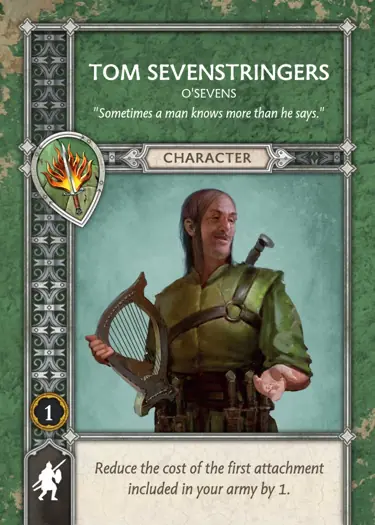 TOM SEVENSTRINGERS
O'SEVENS
"Sometimes a man knows more than he says."
CHARACTER
1
Reduce the cost of the first attachment
included in your army by 1.